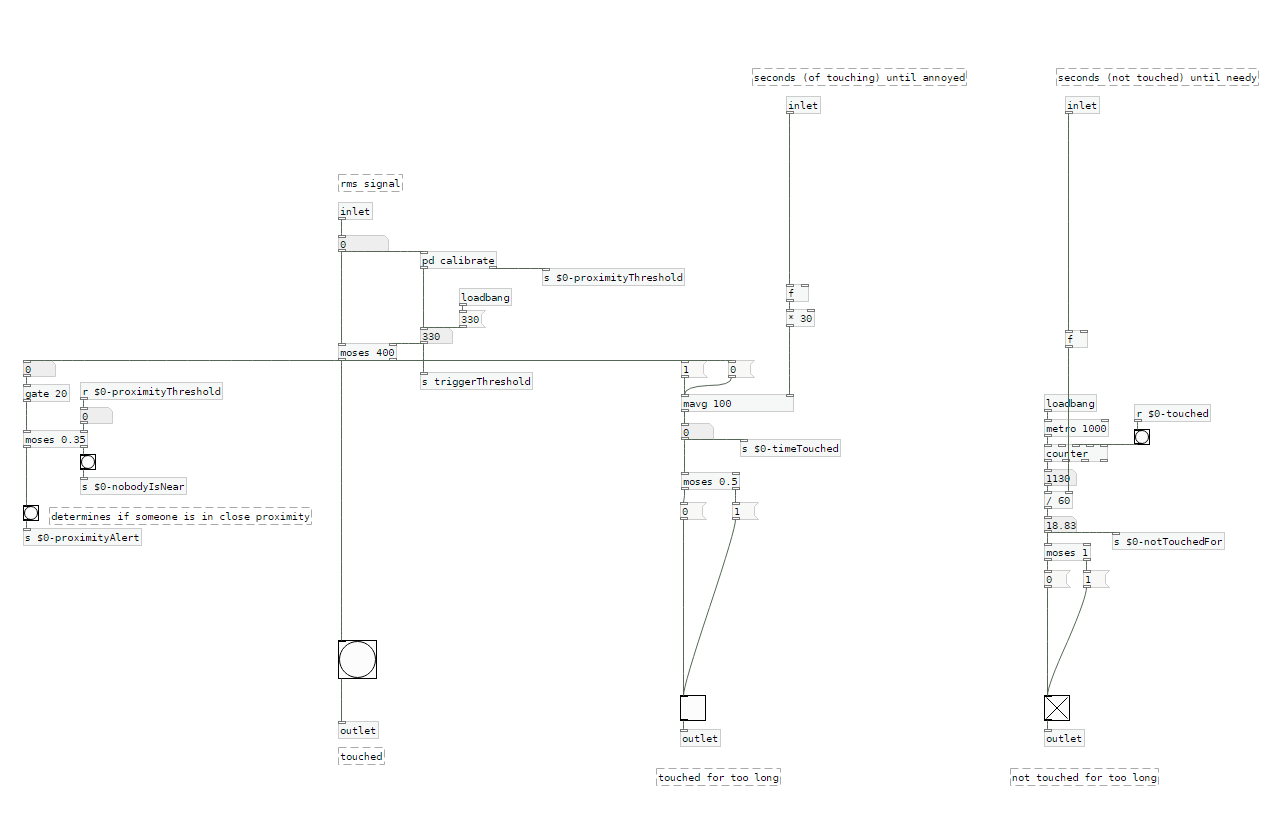 seconds (of touching) until annoyed
seconds (not touched) until needy
inlet
inlet
rms signal
inlet
0
pd calibrate
s $0-proximityThreshold
loadbang
f
330
* 30
330
f
moses 400
0
1
0
s triggerThreshold
gate 20
r $0-proximityThreshold
mavg 100
loadbang
0
r $0-touched
0
metro 1000
moses 0.35
s $0-timeTouched
counter
1130
moses 0.5
s $0-nobodyIsNear
/ 60
0
1
determines if someone is in close proximity
18.83
s $0-proximityAlert
s $0-notTouchedFor
moses 1
0
1
outlet
touched
outlet
outlet
touched for too long
not touched for too long